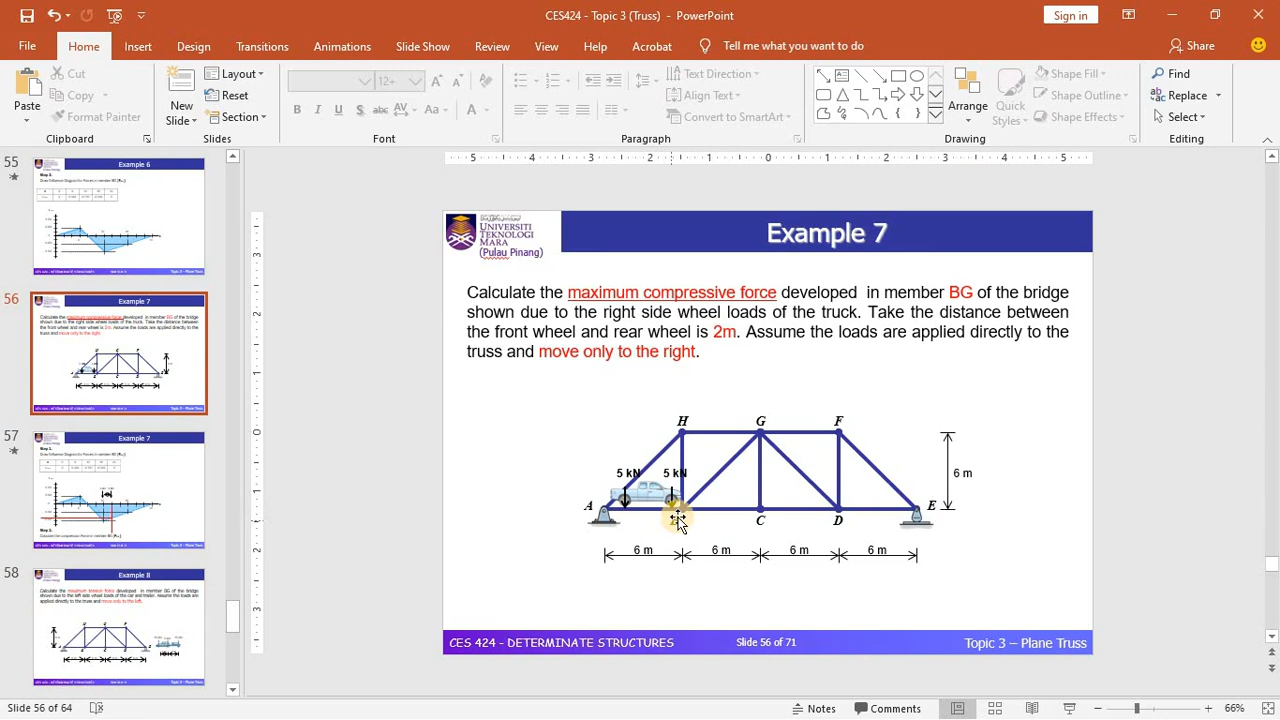 CES424 - Topic 3 (Truss) - PowerPoint
Sign in
File Home Insert Design Transitions Animations Slide Show Review View Help Acrobat Tell me what you want to do Share
Paste
Cut
Copy
Format Painter
Clipboard
New
Slide
Layout
Reset
Section
Slides
12+
B I U S abc AV Aa A
Font
Text Direction
Align Text
Convert to SmartArt
Paragraph
Arrange
Quick
Styles
Shape Fill
Shape Outline
Shape Effects
Drawing
Find
Replace
Select
Editing
55
Example 6
56
Example 7
57
Example 7
58
Example 8
UNIVERSITI
TEKNOLOGI
MARA
(Pulau Pinang)
Example 7
Calculate the maximum compressive force developed in member BG of the bridge
shown due to the right side wheel loads of the truck. Take the distance between
the front wheel and rear wheel is 2m. Assume the loads are applied directly to the
truss and move only to the right.
H G F
5 kN 5 kN
6 m
A C D E
6 m 6 m 6 m 6 m
CES 424 - DETERMINATE STRUCTURES Slide 56 of 71 Topic 3 – Plane Truss
Slide 56 of 64 Notes Comments 66%